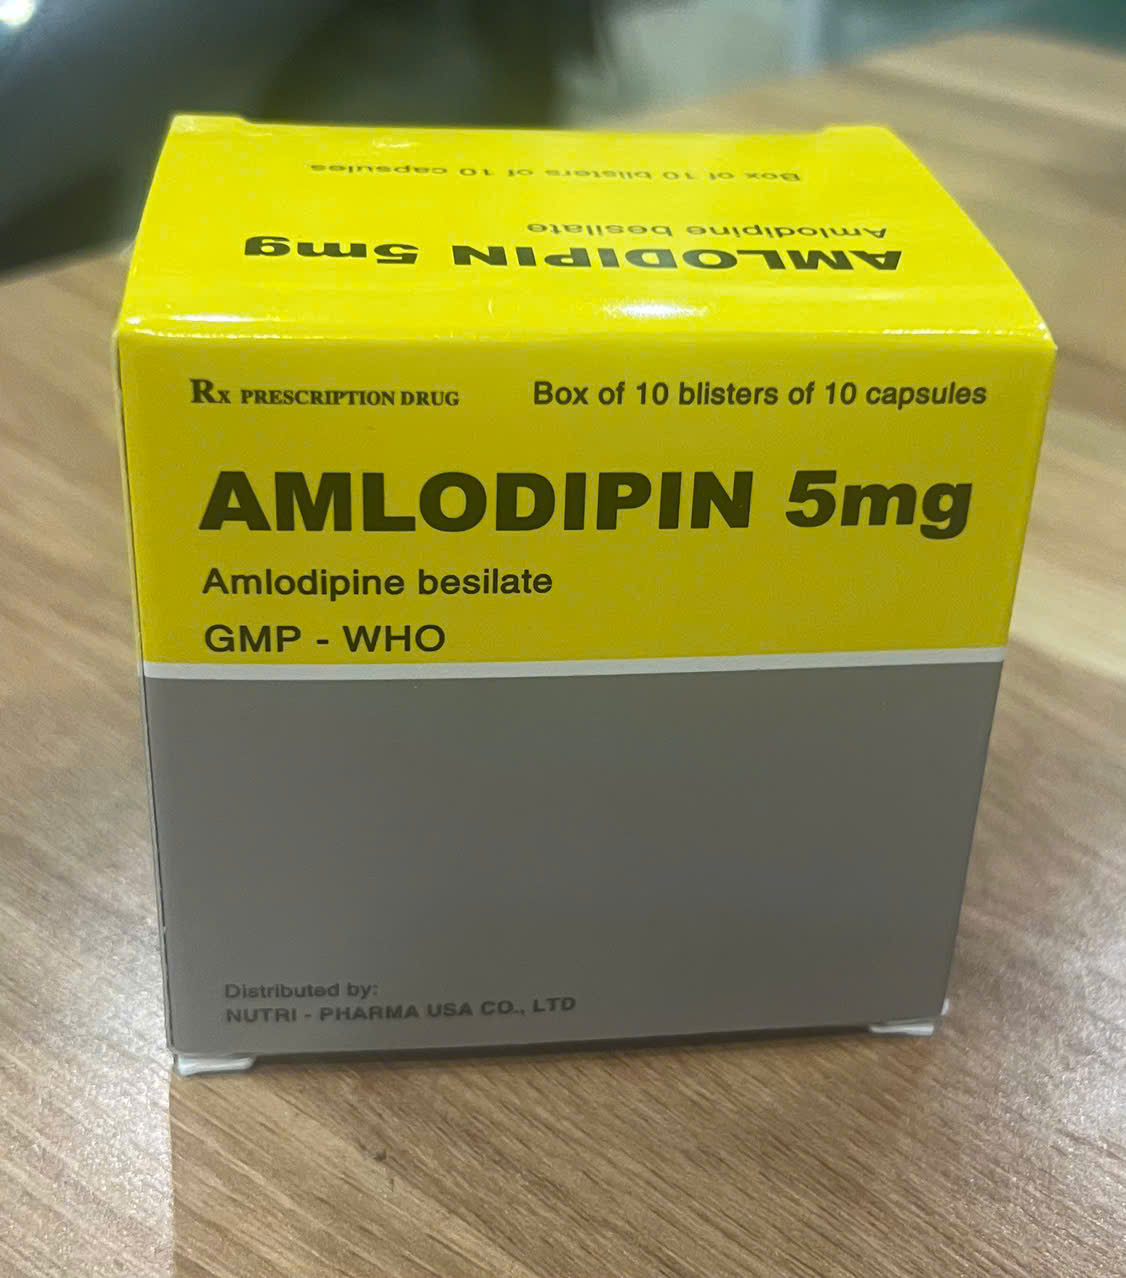 Box of 10 blisters of 10 capsules
Amlodipine besilate
AMLODIPIN 5mg
Rx PRESCRIPTION DRUG
Box of 10 blisters of 10 capsules
AMLODIPIN 5mg
Amlodipine besilate
GMP - WHO
Distributed by:
NUTRI - PHARMA USA CO., LTD